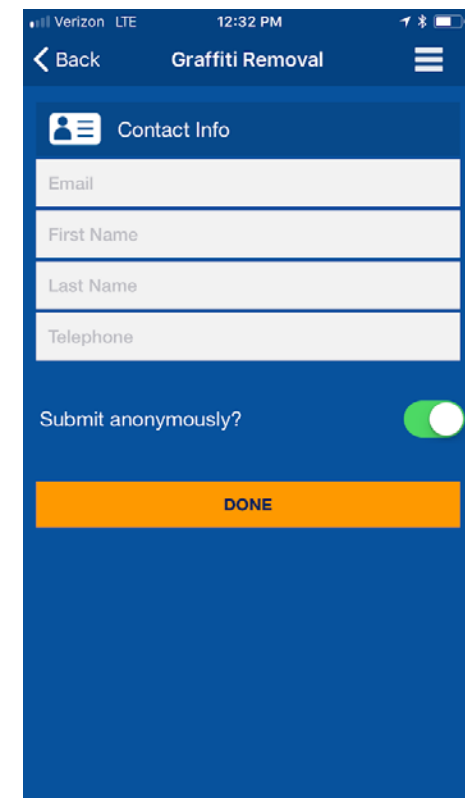 Verizon LTE 12:32 PM
Back Graffiti Removal
Contact Info
Email
First Name
Last Name
Telephone
Submit anonymously?
DONE